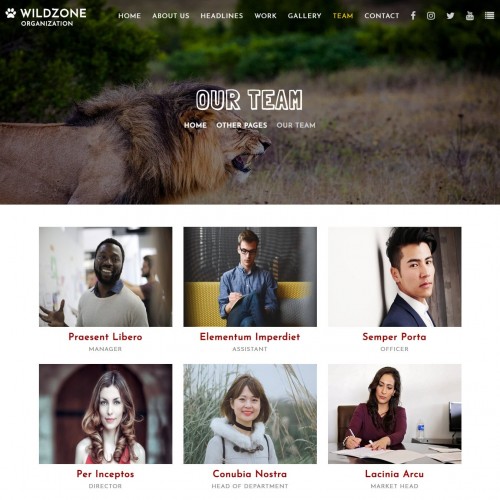 WILDZONE
ORGANIZATION
HOME ABOUT US HEADLINES WORK GALLERY TEAM CONTACT
OUR TEAM
HOME OTHER PAGES OUR TEAM
Praesent Libero
MANAGER
Elementum Imperdiet
ASSISTANT
Semper Porta
OFFICER
Per Inceptos
DIRECTOR
Conubia Nostra
HEAD OF DEPARTMENT
Lacinia Arcu
MARKET HEAD